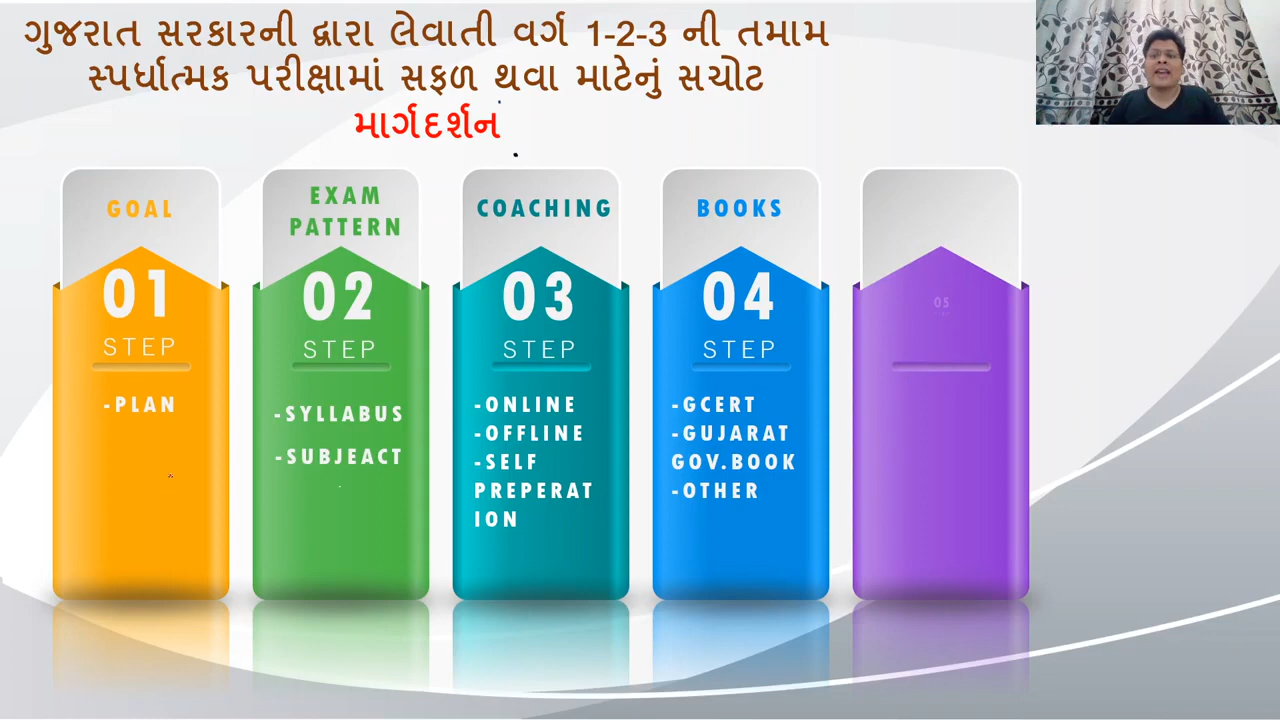 ગુજરાત સરકારની દ્વારા લેવાતી વર્ગ 1-2-3 ની તમામ
સ્પર્ધાત્મક પરીક્ષામાં સફળ થવા માટેનું સચોટ
માર્ગદર્શન
GOAL
01
STEP
-PLAN
EXAM
PATTERN
02
STEP
-SYLLABUS
-SUBJEACT
COACHING
03
STEP
-ONLINE
-OFFLINE
-SELF
PREPERAT
ION
BOOKS
04
STEP
-GCERT
-GUJARAT
GOV.BOOK
-OTHER
05